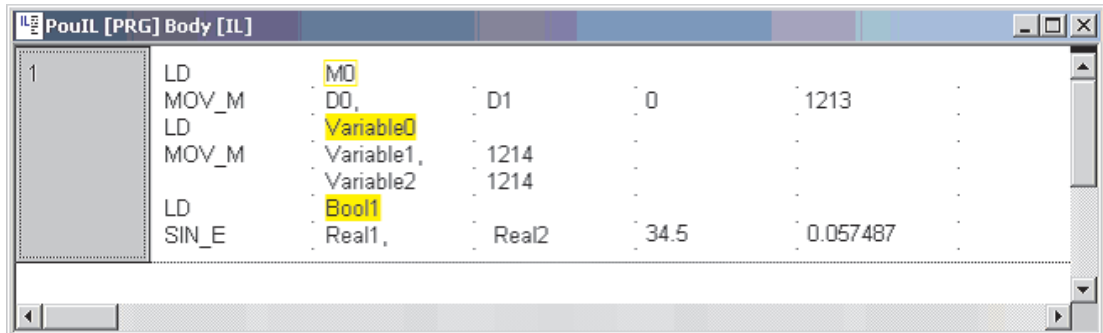 PouIL [PRG] Body [IL]
1 LD M0
MOV_M D0, D1 0 1213
LD Variable0
MOV_M Variable1, 1214
Variable2 1214
LD Bool1
SIN_E Real1, Real2 34.5 0.057487